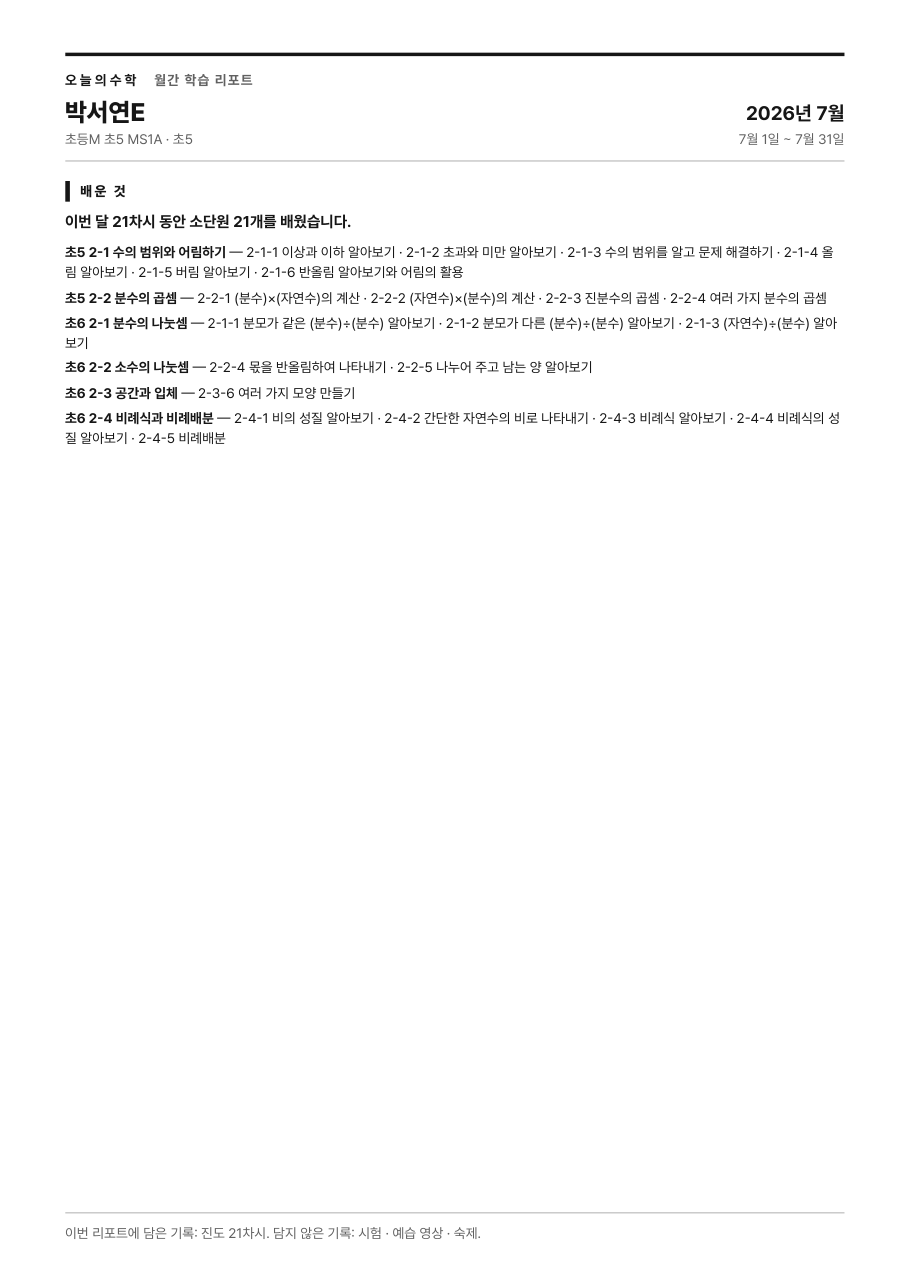 오늘의수학 월간 학습 리포트
박서연E
2026년 7월
초등M 초5 MS1A · 초5
7월 1일 ~ 7월 31일
배운 것
이번 달 21차시 동안 소단원 21개를 배웠습니다.
초5 2-1 수의 범위와 어림하기 — 2-1-1 이상과 이하 알아보기 · 2-1-2 초과와 미만 알아보기 · 2-1-3 수의 범위를 알고 문제 해결하기 · 2-1-4 올
림 알아보기 · 2-1-5 버림 알아보기 · 2-1-6 반올림 알아보기와 어림의 활용
초5 2-2 분수의 곱셈 — 2-2-1 (분수)×(자연수)의 계산 · 2-2-2 (자연수)×(분수)의 계산 · 2-2-3 진분수의 곱셈 · 2-2-4 여러 가지 분수의 곱셈
초6 2-1 분수의 나눗셈 — 2-1-1 분모가 같은 (분수)÷(분수) 알아보기 · 2-1-2 분모가 다른 (분수)÷(분수) 알아보기 · 2-1-3 (자연수)÷(분수) 알아
보기
초6 2-2 소수의 나눗셈 — 2-2-4 몫을 반올림하여 나타내기 · 2-2-5 나누어 주고 남는 양 알아보기
초6 2-3 공간과 입체 — 2-3-6 여러 가지 모양 만들기
초6 2-4 비례식과 비례배분 — 2-4-1 비의 성질 알아보기 · 2-4-2 간단한 자연수의 비로 나타내기 · 2-4-3 비례식 알아보기 · 2-4-4 비례식의 성
질 알아보기 · 2-4-5 비례배분
이번 리포트에 담은 기록: 진도 21차시. 담지 않은 기록: 시험 · 예습 영상 · 숙제.